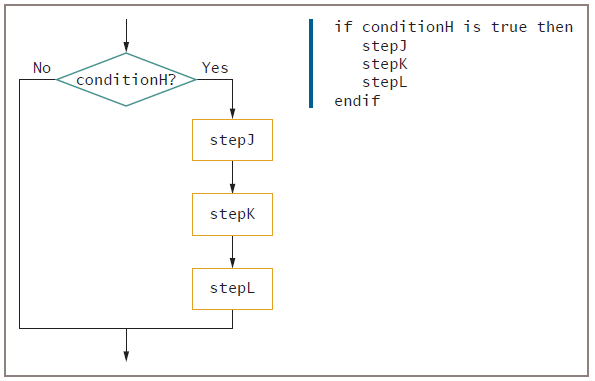 No
conditionH?
Yes
stepJ
stepK
stepL
if conditionH is true then
   stepJ
   stepK
   stepL
endif